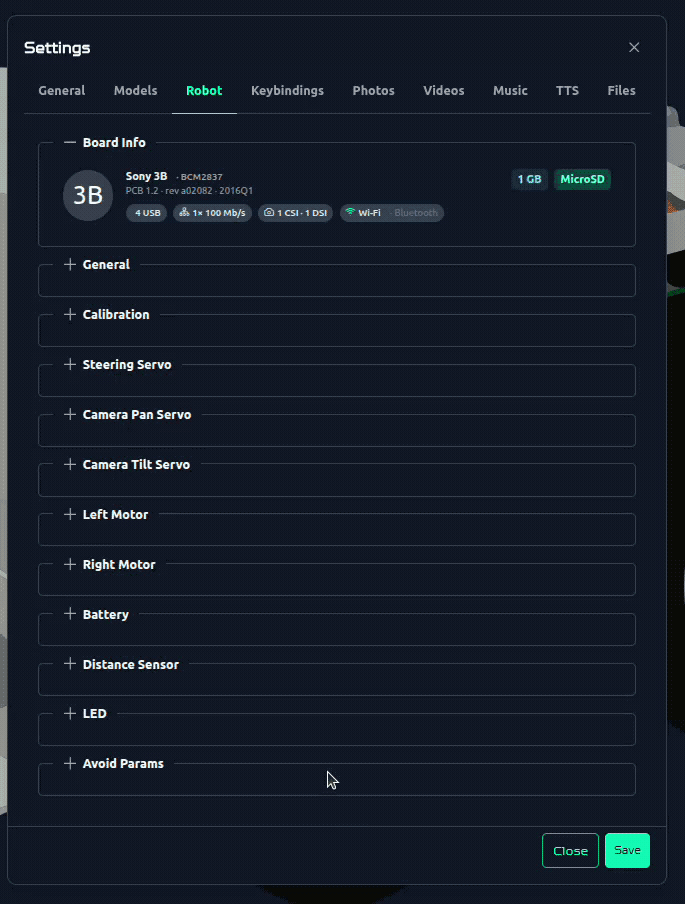 Settings
General Models Robot Keybindings Photos Videos Music TTS Files
Board Info
3B
Sony 3B · BCM2837
PCB 1.2 · rev a02082 · 2016Q1
1 GB MicroSD
4 USB 1× 100 Mb/s 1 CSI · 1 DSI Wi-Fi · Bluetooth
General
Calibration
Steering Servo
Camera Pan Servo
Camera Tilt Servo
Left Motor
Right Motor
Battery
Distance Sensor
LED
Avoid Params
Close Save